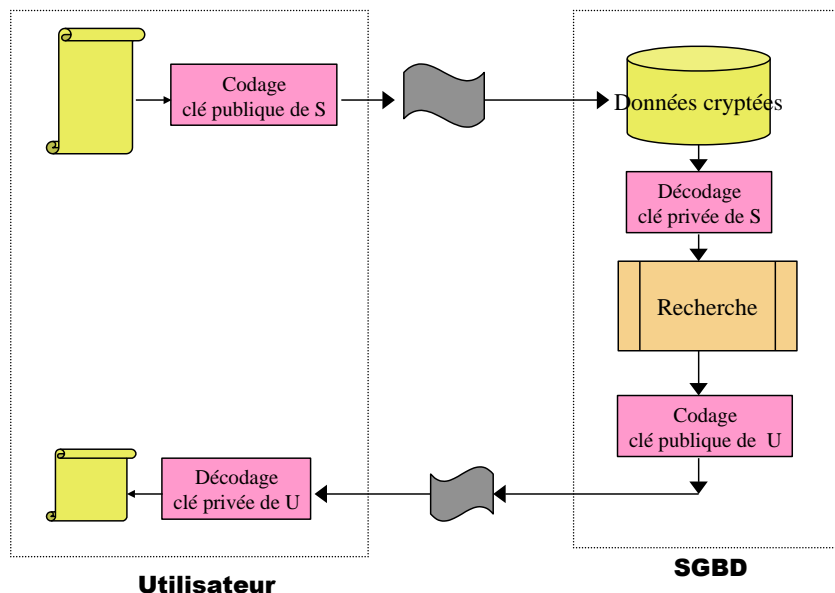 Codage
clé publique de S
Données cryptées
Décodage
clé privée de S
Recherche
Codage
clé publique de U
Décodage
clé privée de U
Utilisateur
SGBD